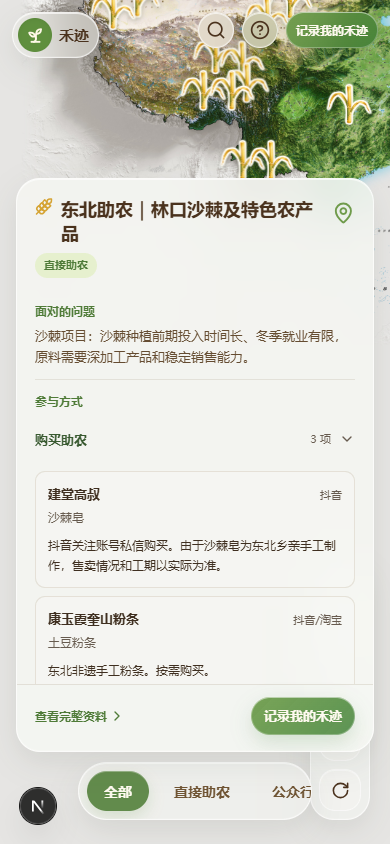 禾迹
记录我的禾迹
东北助农｜林口沙棘及特色农产
品
直接助农
面对的问题
沙棘项目：沙棘种植前期投入时间长、冬季就业有限，
原料需要深加工产品和稳定销售能力。
参与方式
购买助农
3 项
建堂高叔
抖音
沙棘皂
抖音关注账号私信购买。由于沙棘皂为东北乡亲手工制
作，售卖情况和工期以实际为准。
康玉霞奎山粉条
抖音/淘宝
土豆粉条
东北非遗手工粉条。按需购买。
查看完整资料
记录我的禾迹
全部
直接助农
公众行
N